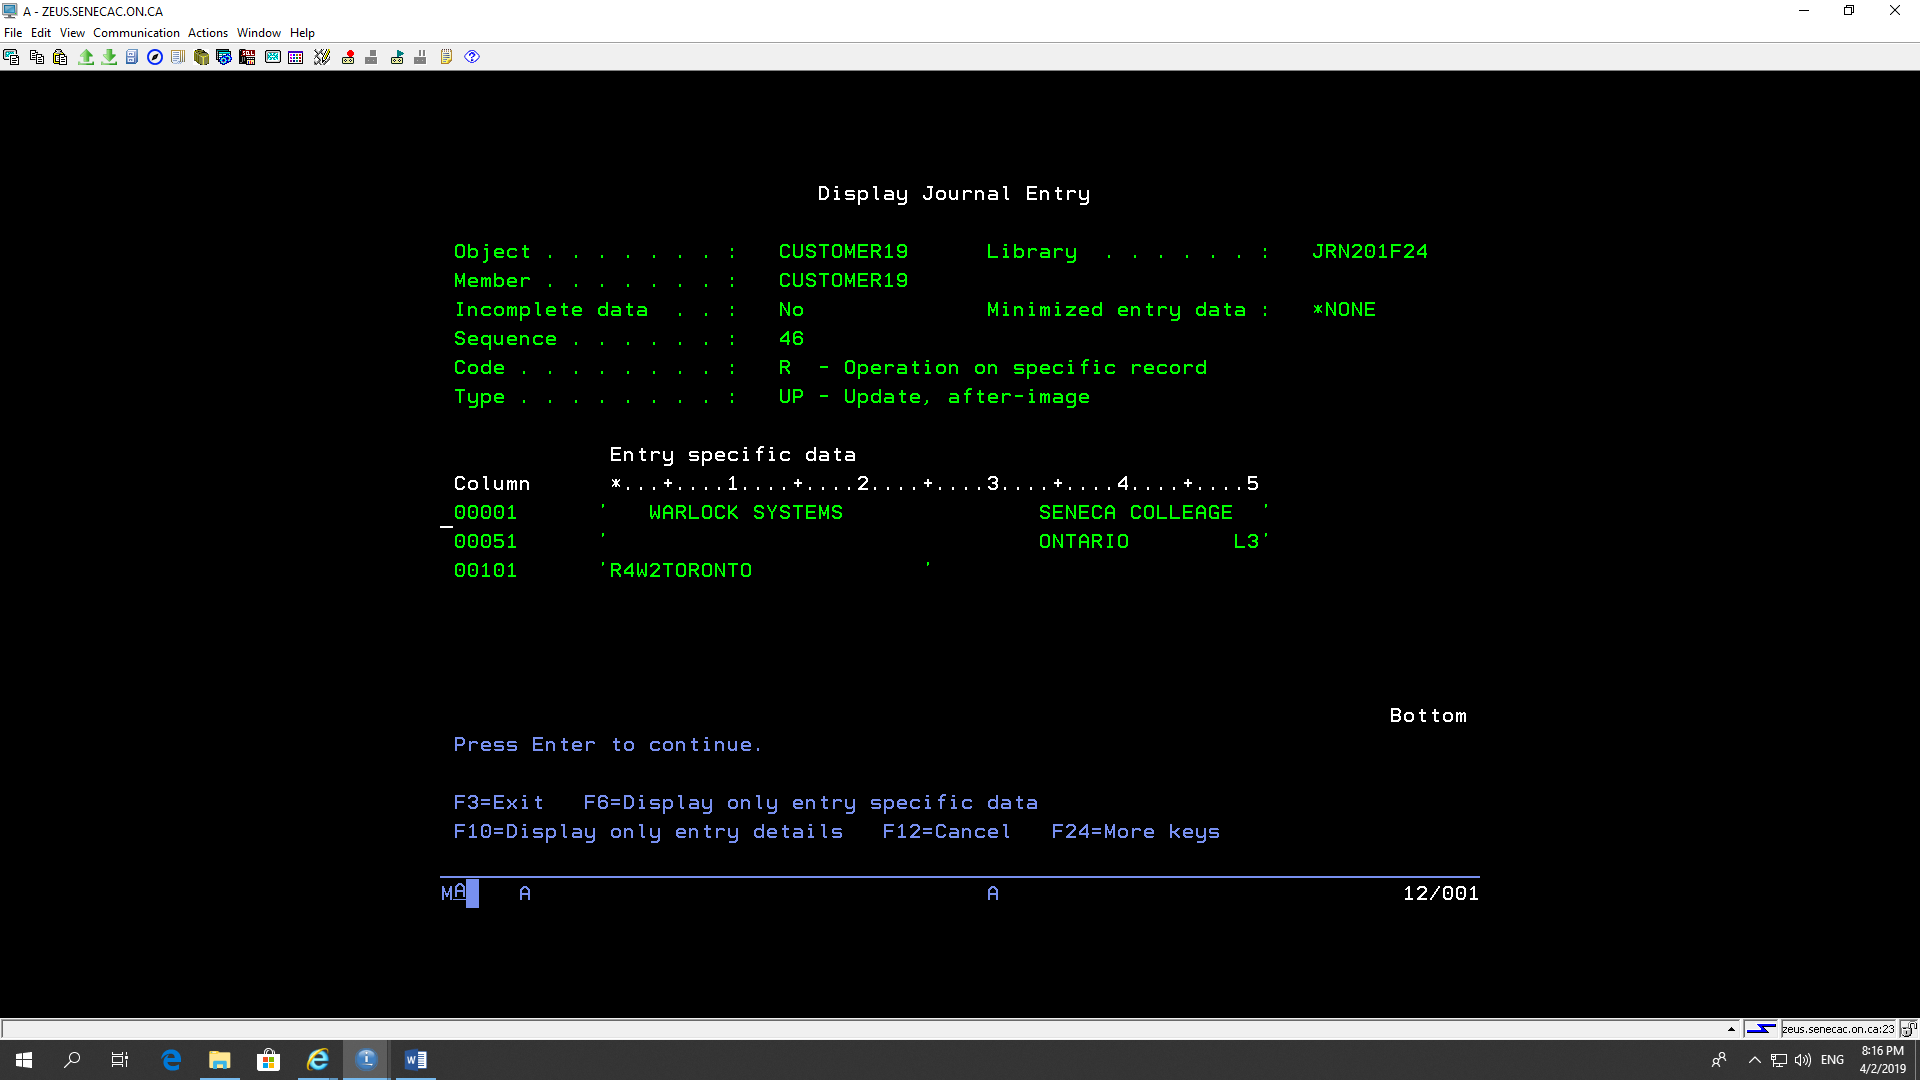 A - ZEUS.SENECAC.ON.CA
File Edit View Communication Actions Window Help
Display Journal Entry
Object . . . . . . . : CUSTOMER19 Library . . . . . . : JRN201F24
Member . . . . . . . : CUSTOMER19
Incomplete data . . : No Minimized entry data : *NONE
Sequence . . . . . . : 46
Code . . . . . . . . : R - Operation on specific record
Type . . . . . . . . : UP - Update, after-image
Entry specific data
Column *...+....1....+....2....+....3....+....4....+....5
00001 ' WARLOCK SYSTEMS SENECA COLLEAGE '
00051 ' ONTARIO L3'
00101 'R4W2TORONTO '
Bottom
Press Enter to continue.
F3=Exit F6=Display only entry specific data
F10=Display only entry details F12=Cancel F24=More keys
MA A A 12/001
zeus.senecac.on.ca:23
ENG
8:16 PM
4/2/2019